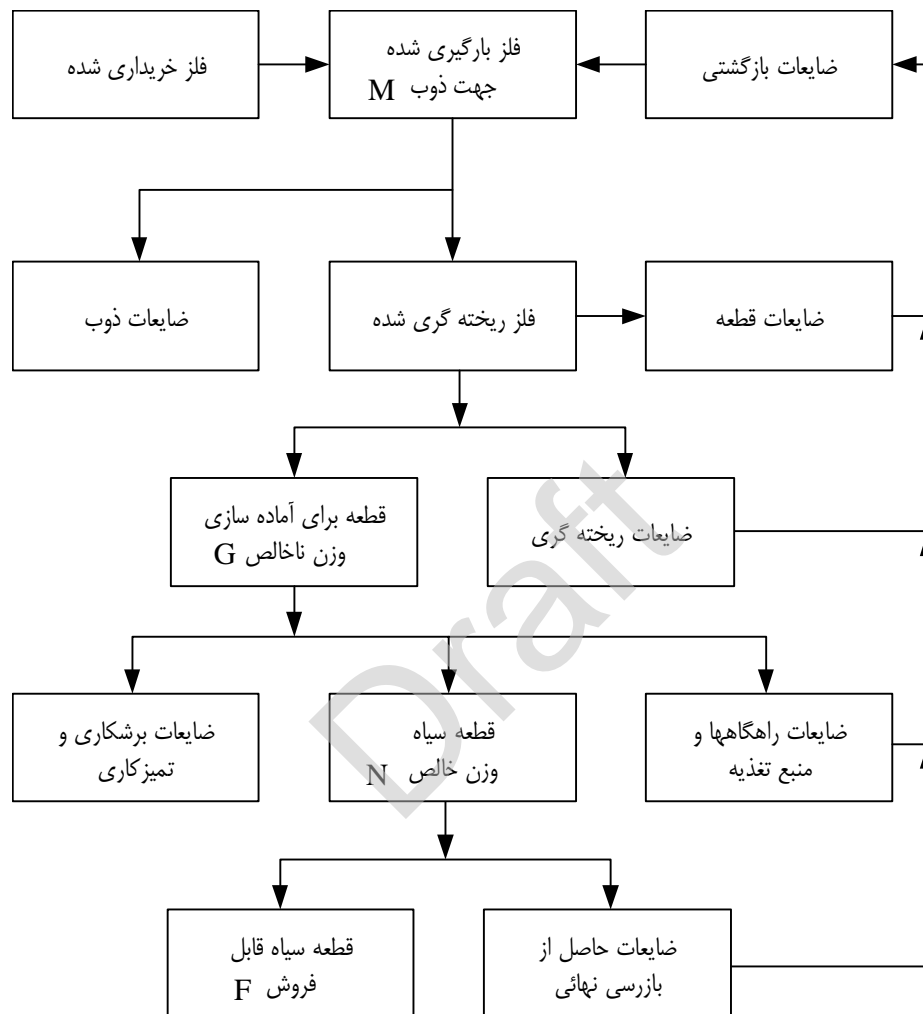 ضایعات بازگشتی
فلز بارگیری شده
جهت ذوب M
فلز خریداری شده
ضایعات قطعه
فلز ریخته گری شده
ضایعات ذوب
ضایعات ریخته گری
قطعه برای آماده سازی
وزن ناخالص G
ضایعات راهگاهها و
منبع تغذیه
قطعه سیاه
وزن خالص N
ضایعات برشکاری و
تمیزکاری
ضایعات حاصل از
بازرسی نهائی
قطعه سیاه قابل
فروش F
Draft